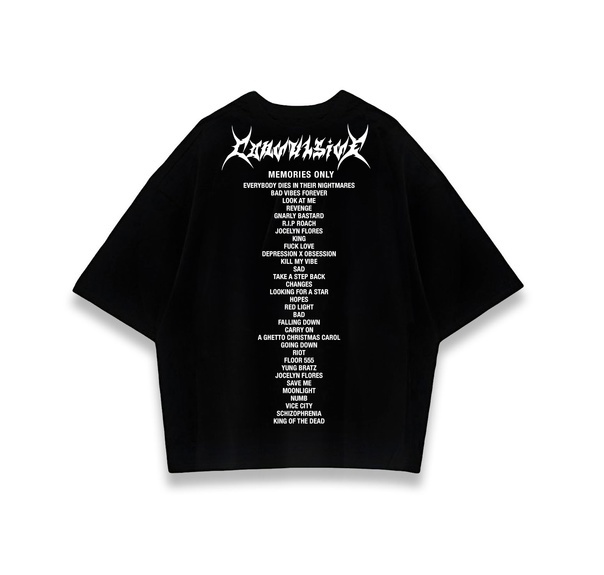 CONVULSIVE
MEMORIES ONLY
EVERYBODY DIES IN THEIR NIGHTMARES
BAD VIBES FOREVER
LOOK AT ME
REVENGE
GNARLY BASTARD
R.I.P ROACH
JOCELYN FLORES
KING
FUCK LOVE
DEPRESSION X OBSESSION
KILL MY VIBE
SAD
TAKE A STEP BACK
CHANGES
LOOKING FOR A STAR
HOPES
RED LIGHT
BAD
FALLING DOWN
CARRY ON
A GHETTO CHRISTMAS CAROL
GOING DOWN
RIOT
FLOOR 555
YUNG BRATZ
JOCELYN FLORES
SAVE ME
MOONLIGHT
NUMB
VICE CITY
SCHIZOPHRENIA
KING OF THE DEAD